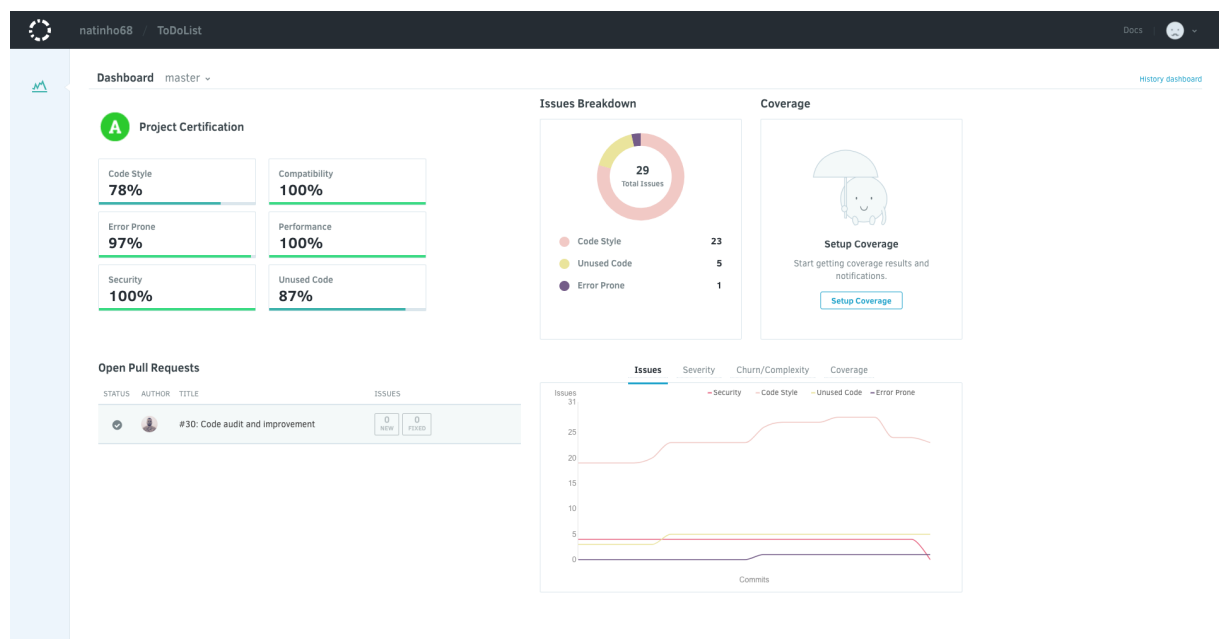 natinho68 / ToDoList
Docs
Dashboard master
History dashboard
A Project Certification
Code Style
78%
Compatibility
100%
Error Prone
97%
Performance
100%
Security
100%
Unused Code
87%
Issues Breakdown
29
Total Issues
Code Style 23
Unused Code 5
Error Prone 1
Coverage
Setup Coverage
Start getting coverage results and
notifications.
Setup Coverage
Open Pull Requests
STATUS AUTHOR TITLE ISSUES
#30: Code audit and improvement
0 NEW
0 FIXED
Issues Severity Churn/Complexity Coverage
Issues
Security Code Style Unused Code Error Prone
31
25
20
15
10
5
0
Commits